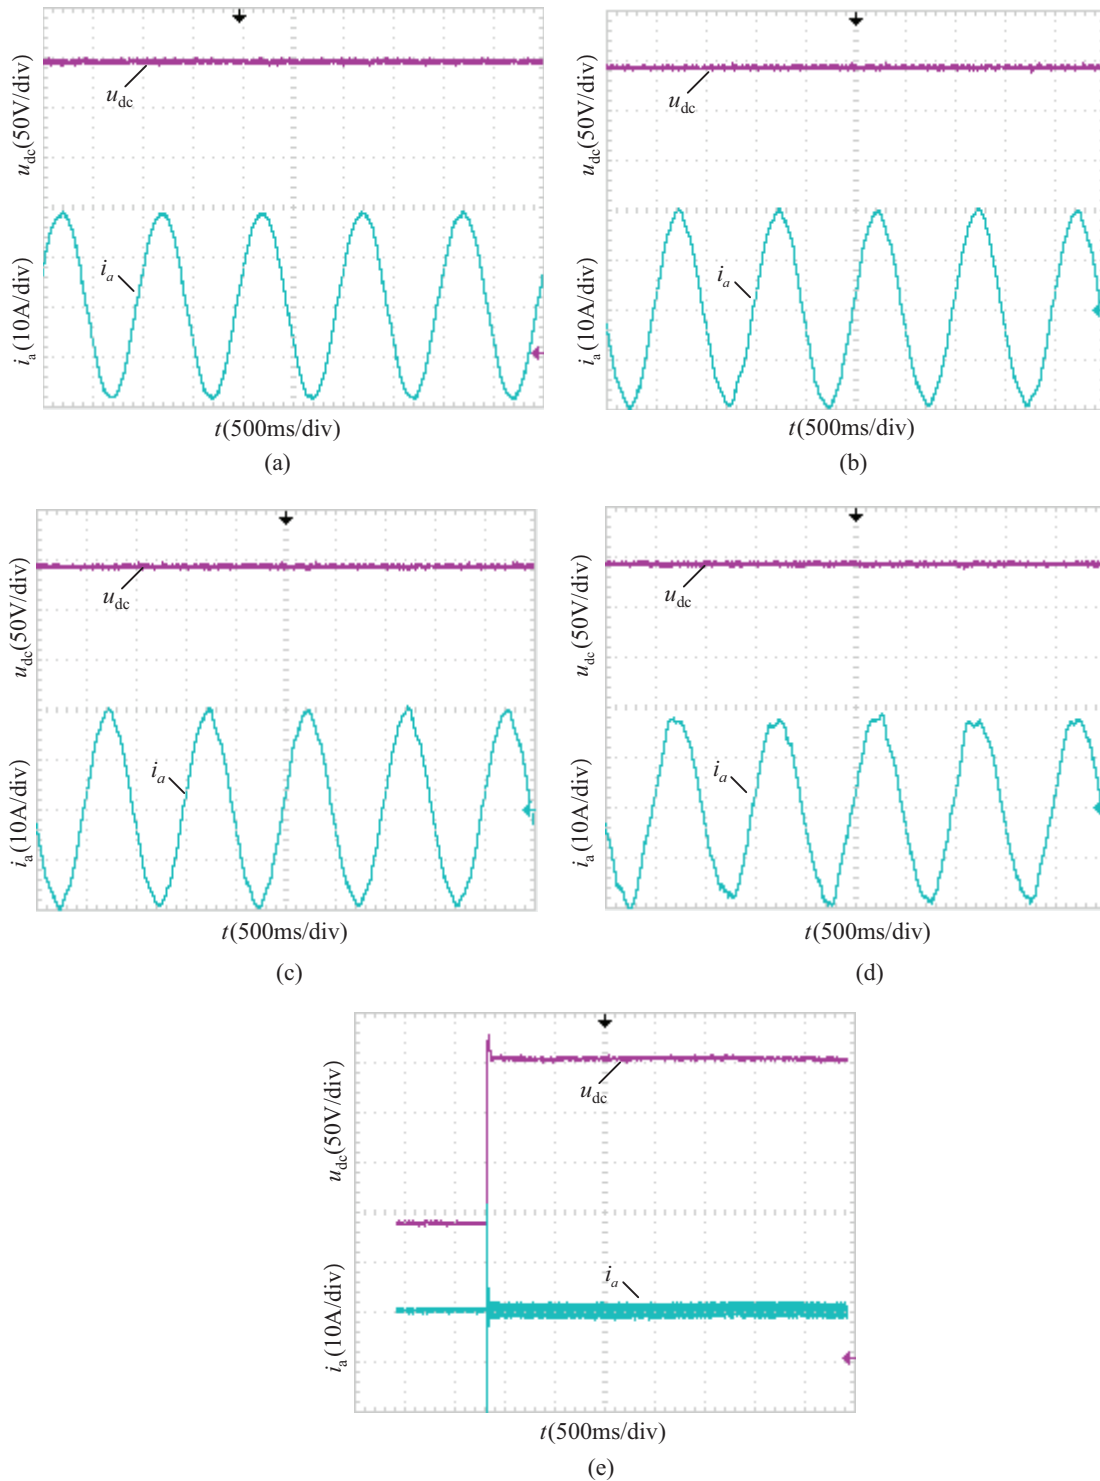 u_dc(50V/div)
u_dc
i_a
i_a(10A/div)
t(500ms/div)
(a)
u_dc(50V/div)
u_dc
i_a
i_a(10A/div)
t(500ms/div)
(b)
u_dc(50V/div)
u_dc
i_a
i_a(10A/div)
t(500ms/div)
(c)
u_dc(50V/div)
u_dc
i_a
i_a(10A/div)
t(500ms/div)
(d)
u_dc(50V/div)
u_dc
i_a
i_a(10A/div)
t(500ms/div)
(e)